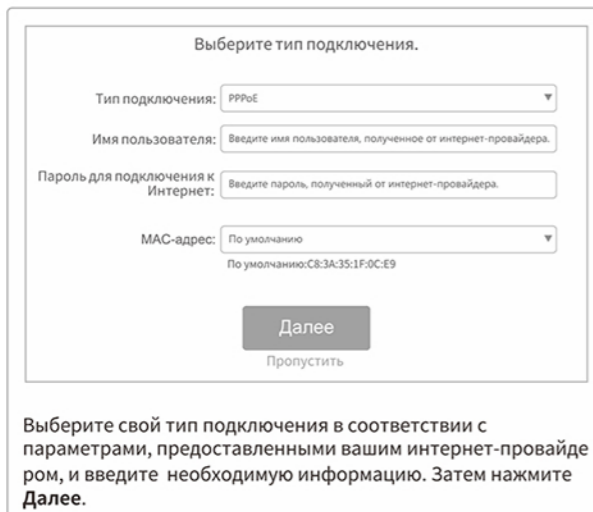 Выберите тип подключения.
Тип подключения: PPPoE
Имя пользователя: Введите имя пользователя, полученное от интернет-провайдера.
Пароль для подключения к
Интернет: Введите пароль, полученный от интернет-провайдера.
MAC-адрес: По умолчанию
По умолчанию:C8:3A:35:1F:0C:E9
Далее
Пропустить
Выберите свой тип подключения в соответствии с
параметрами, предоставленными вашим интернет-провайде
ром, и введите необходимую информацию. Затем нажмите
Далее.